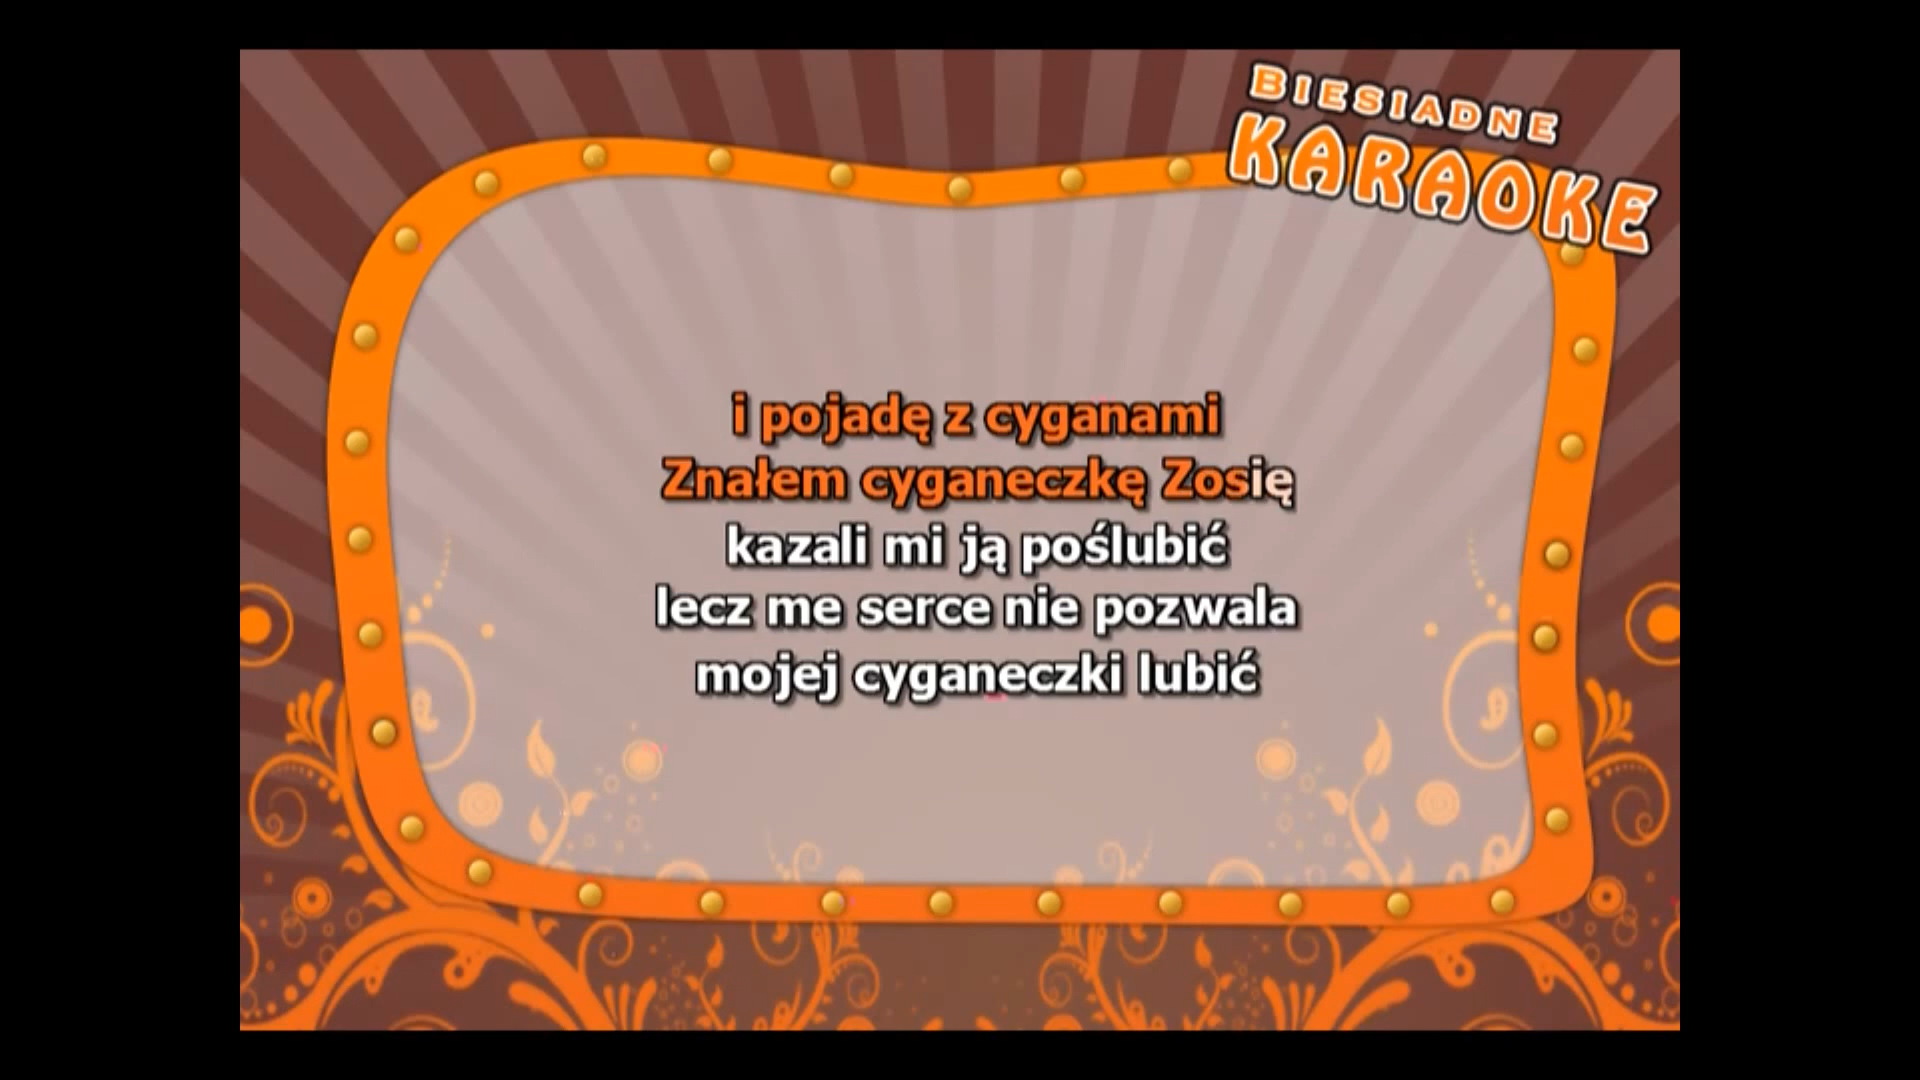 BIESIADNE
KARAOKE
i pojadę z cyganami
Znałem cyganeczkę Zosię
kazali mi ją poślubić
lecz me serce nie pozwala
mojej cyganeczki lubić